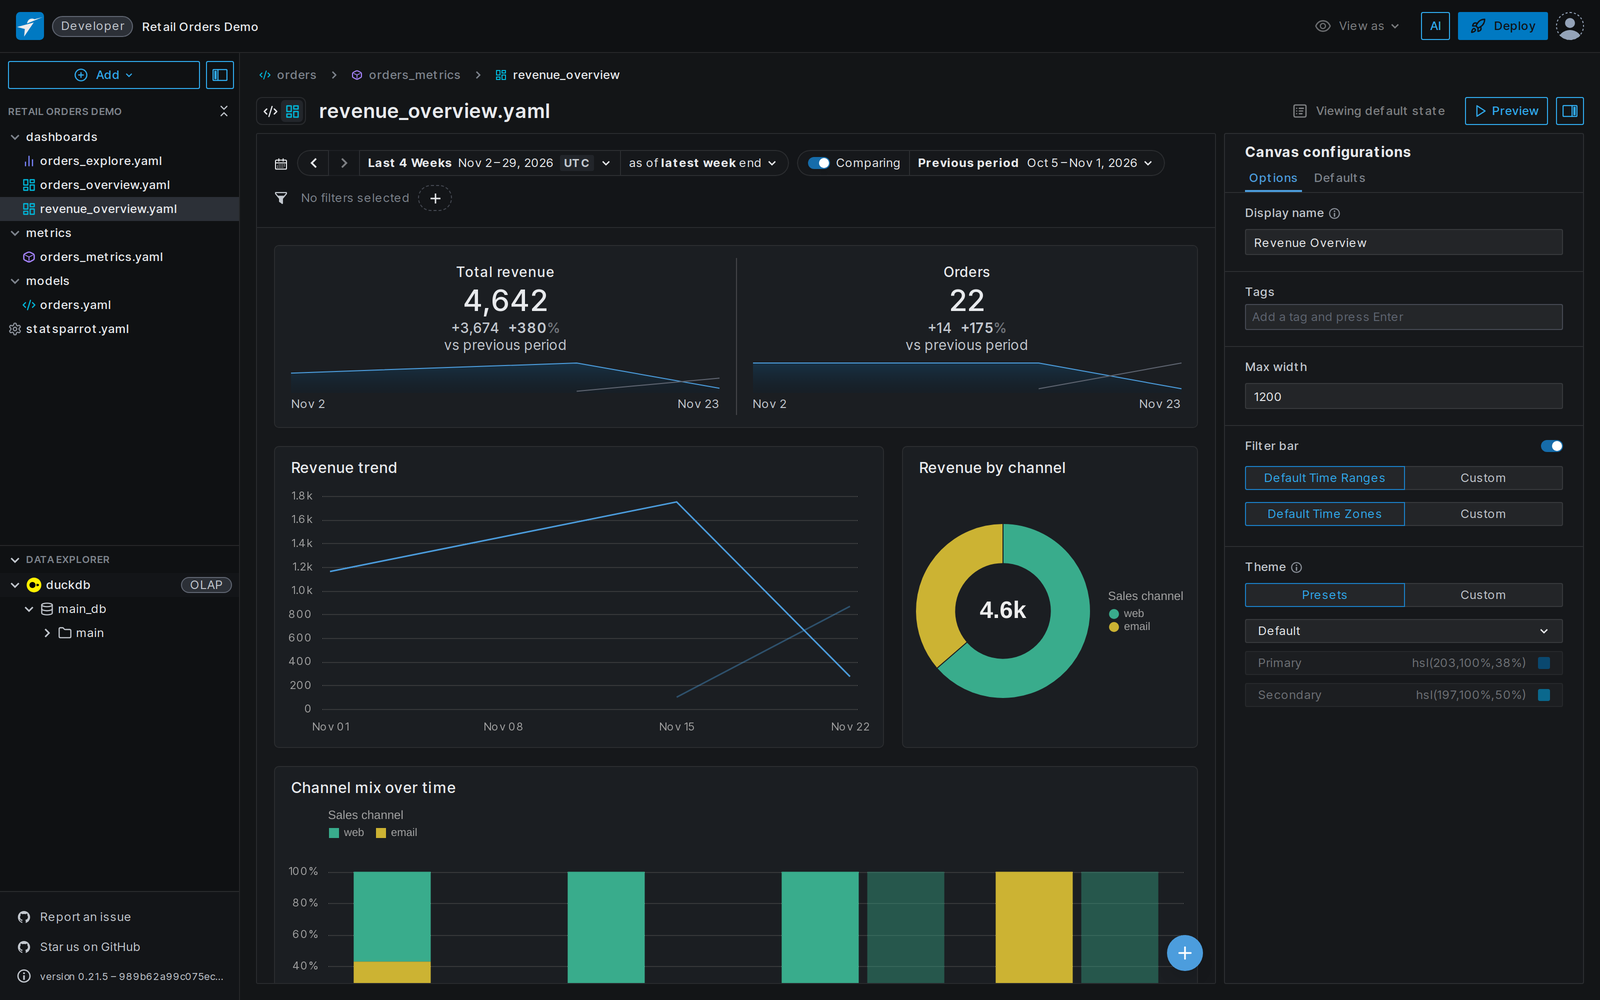 Developer
Retail Orders Demo
View as
AI
Deploy
Add
RETAIL ORDERS DEMO
dashboards
orders_explore.yaml
orders_overview.yaml
revenue_overview.yaml
metrics
orders_metrics.yaml
models
orders.yaml
statsparrot.yaml
DATA EXPLORER
duckdb
OLAP
main_db
main
Report an issue
Star us on GitHub
version 0.21.5 – 989b62a99c075ec...
orders
orders_metrics
revenue_overview
revenue_overview.yaml
Viewing default state
Preview
Last 4 Weeks Nov 2 – 29, 2026 UTC
as of latest week end
Comparing
Previous period Oct 5 – Nov 1, 2026
No filters selected
Total revenue
4,642
+3,674 +380%
vs previous period
Nov 2
Nov 23
Orders
22
+14 +175%
vs previous period
Nov 2
Nov 23
Revenue trend
1.8k
1.6k
1.4k
1.2k
1.0k
800
600
400
200
0
Nov 01
Nov 08
Nov 15
Nov 22
Revenue by channel
4.6k
Sales channel
web
email
Channel mix over time
Sales channel
web
email
100%
80%
60%
40%
Canvas configurations
Options
Defaults
Display name
Revenue Overview
Tags
Add a tag and press Enter
Max width
1200
Filter bar
Default Time Ranges
Custom
Default Time Zones
Custom
Theme
Presets
Custom
Default
Primary
hsl(203,100%,38%)
Secondary
hsl(197,100%,50%)